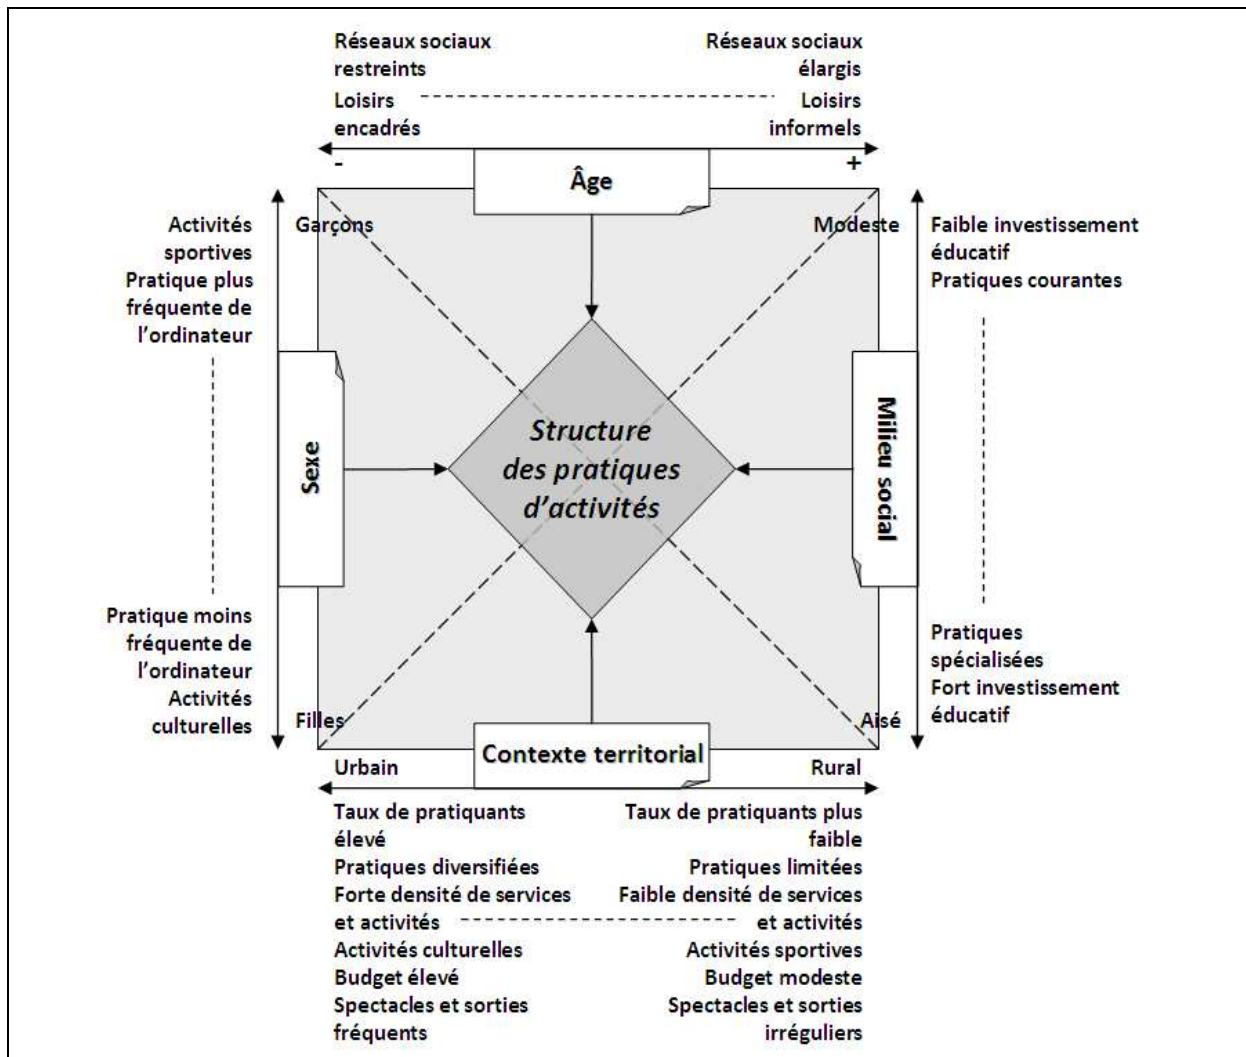 Réseaux sociaux
restreints
Loisirs
encadrés
Réseaux sociaux
élargis
Loisirs
informels
-
+
Âge
Activités
sportives
Pratique plus
fréquente de
l'ordinateur
Garçons
Modeste
Faible investissement
éducatif
Pratiques courantes
Sexe
Structure
des pratiques
d'activités
Milieu social
Pratique moins
fréquente de
l'ordinateur
Activités
culturelles
Filles
Aisé
Pratiques
spécialisées
Fort investissement
éducatif
Contexte territorial
Urbain
Rural
Taux de pratiquants
élevé
Pratiques diversifiées
Forte densité de services
et activités
Activités culturelles
Budget élevé
Spectacles et sorties
fréquents
Taux de pratiquants plus
faible
Pratiques limitées
Faible densité de services
et activités
Activités sportives
Budget modeste
Spectacles et sorties
irréguliers